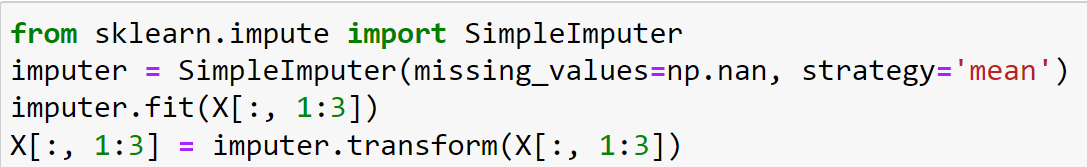 from sklearn.impute import SimpleImputer
imputer = SimpleImputer(missing_values=np.nan, strategy='mean')
imputer.fit(X[:, 1:3])
X[:, 1:3] = imputer.transform(X[:, 1:3])